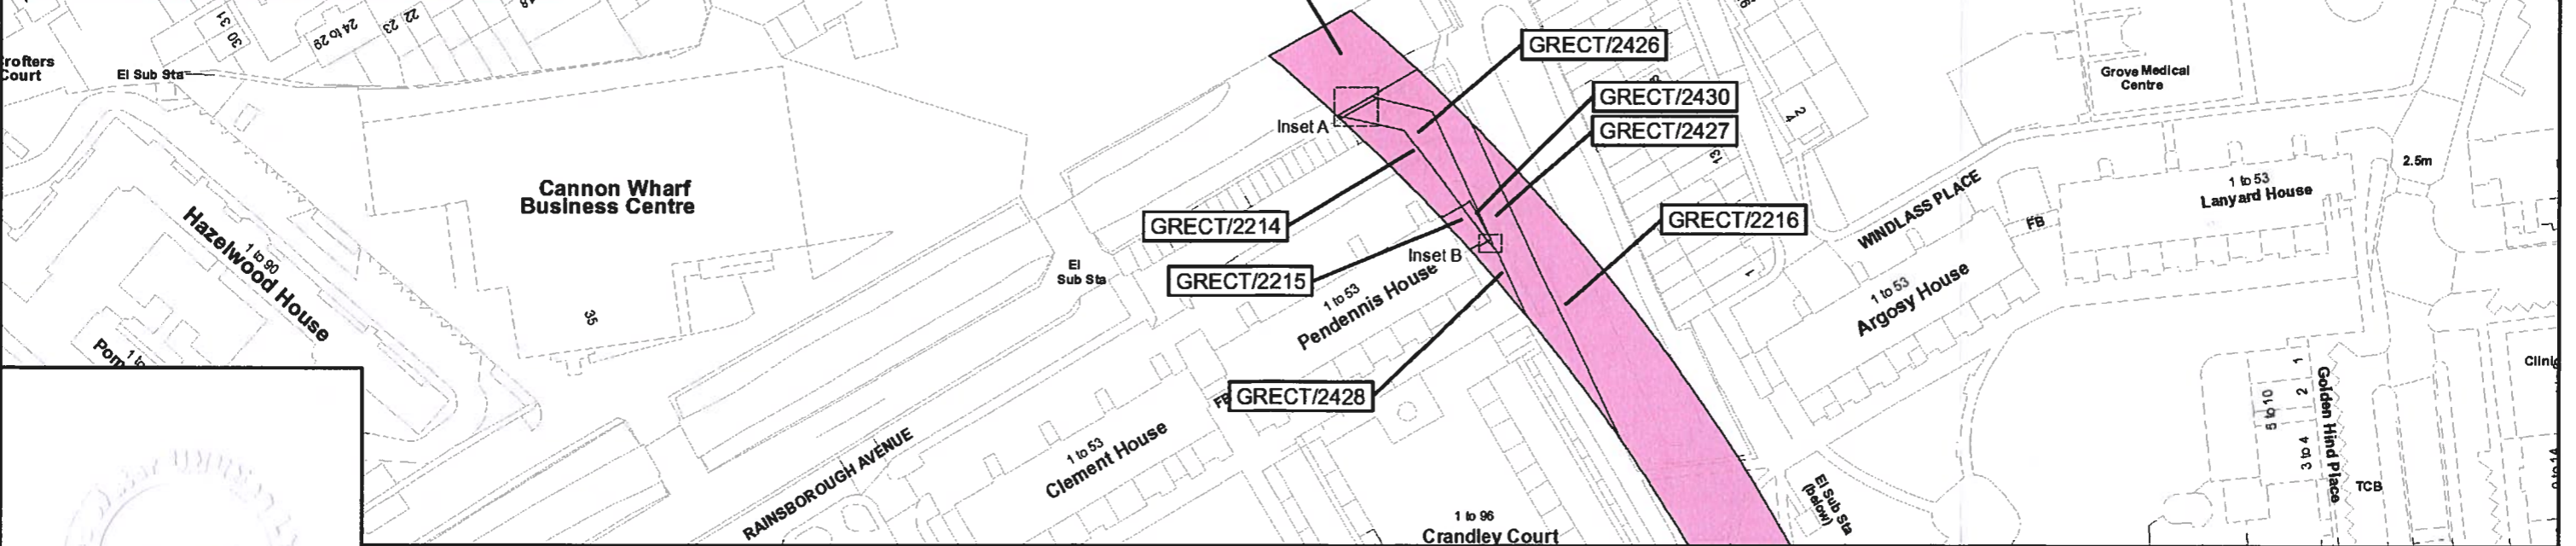 31
30
24 to 29
23
22
rofters
Court
El Sub Sta
Cannon Wharf
Business Centre
1 to 90
Hazelwood House
35
1 to
Pom
RAINSBOROUGH AVENUE
El
Sub Sta
1 to 53
Clement House
FB
1 to 53
Pendennis House
1 to 96
Crandley Court
Inset A
Inset B
GRECT/2426
GRECT/2430
GRECT/2427
GRECT/2214
GRECT/2215
GRECT/2216
GRECT/2428
24
13
1
WINDLASS PLACE
1 to 53
Argosy House
FB
El Sub Sta
(below)
Grove Medical
Centre
1 to 53
Lanyard House
2.5m
1
2
3 to 4
5 to 10
Golden Hind Place
TCB
Clinic